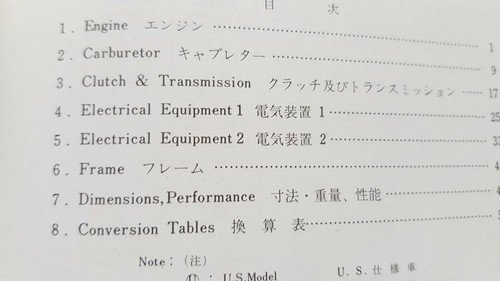 目 次
1. Engine エンジン 1
2. Carburetor キャブレター 9
3. Clutch & Transmission クラッチ及びトランスミッション 17
4. Electrical Equipment 1 電気装置 1 25
5. Electrical Equipment 2 電気装置 2
6. Frame フレーム
7. Dimensions, Performance 寸法・重量、性能
8. Conversion Tables 換算表
Note: (注)
(U): U.S.Model U.S.仕様車